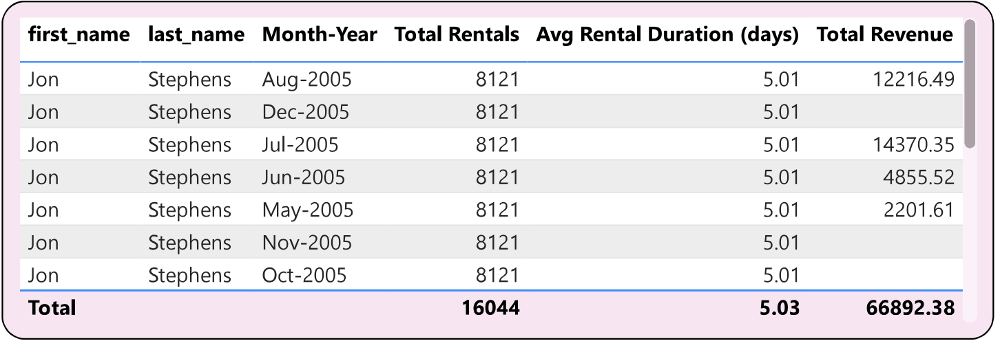 first_name last_name Month-Year Total Rentals Avg Rental Duration (days) Total Revenue
Jon Stephens Aug-2005 8121 5.01 12216.49
Jon Stephens Dec-2005 8121 5.01
Jon Stephens Jul-2005 8121 5.01 14370.35
Jon Stephens Jun-2005 8121 5.01 4855.52
Jon Stephens May-2005 8121 5.01 2201.61
Jon Stephens Nov-2005 8121 5.01
Jon Stephens Oct-2005 8121 5.01
Total 16044 5.03 66892.38